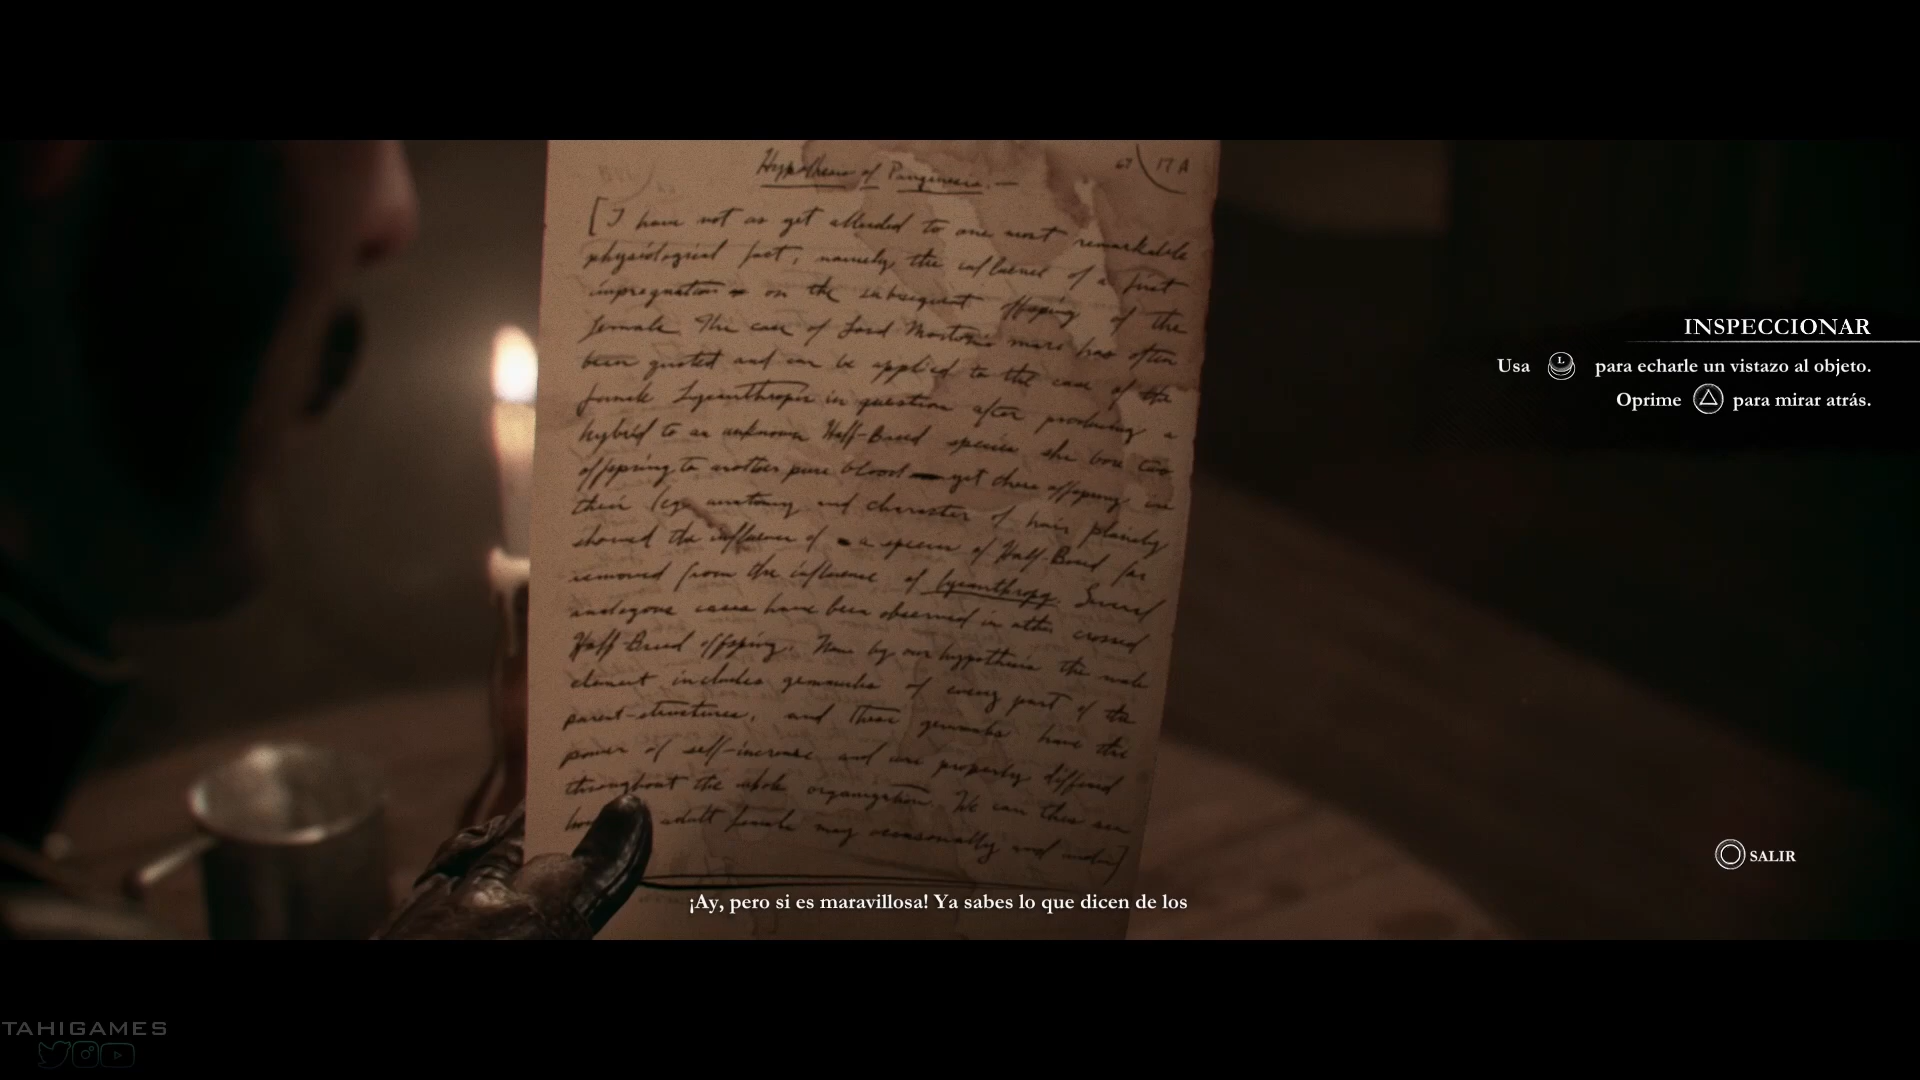 Hypothesis of Pangenesis.—
67 17 A
[I have not as yet alluded to one most remarkable
physiological fact, namely the influence of a first
impregnation on the subsequent offspring of the
female. The case of Lord Morton's mare has often
been quoted and can be applied to the case of the
female Lycanthrope in question after producing a
hybrid to an unknown Half-Breed species she bore two
offspring to another pure blood yet these offspring in
their leg anatomy and character of hair plainly
showed the influence of a species of Half-Breed far
removed from the influence of lycanthropy. Several
analogous cases have been observed in other crossed
Half-Breed offspring. Now by our hypothesis the male
element includes gemmules of every part of the
parent-structures, and these gemmules have the
power of self-increase and are properly diffused
throughout the whole organization. We can thus see
adult female may occasionally and
INSPECCIONAR
Usa L para echarle un vistazo al objeto.
Oprime para mirar atrás.
SALIR
¡Ay, pero si es maravillosa! Ya sabes lo que dicen de los
TAHIGAMES